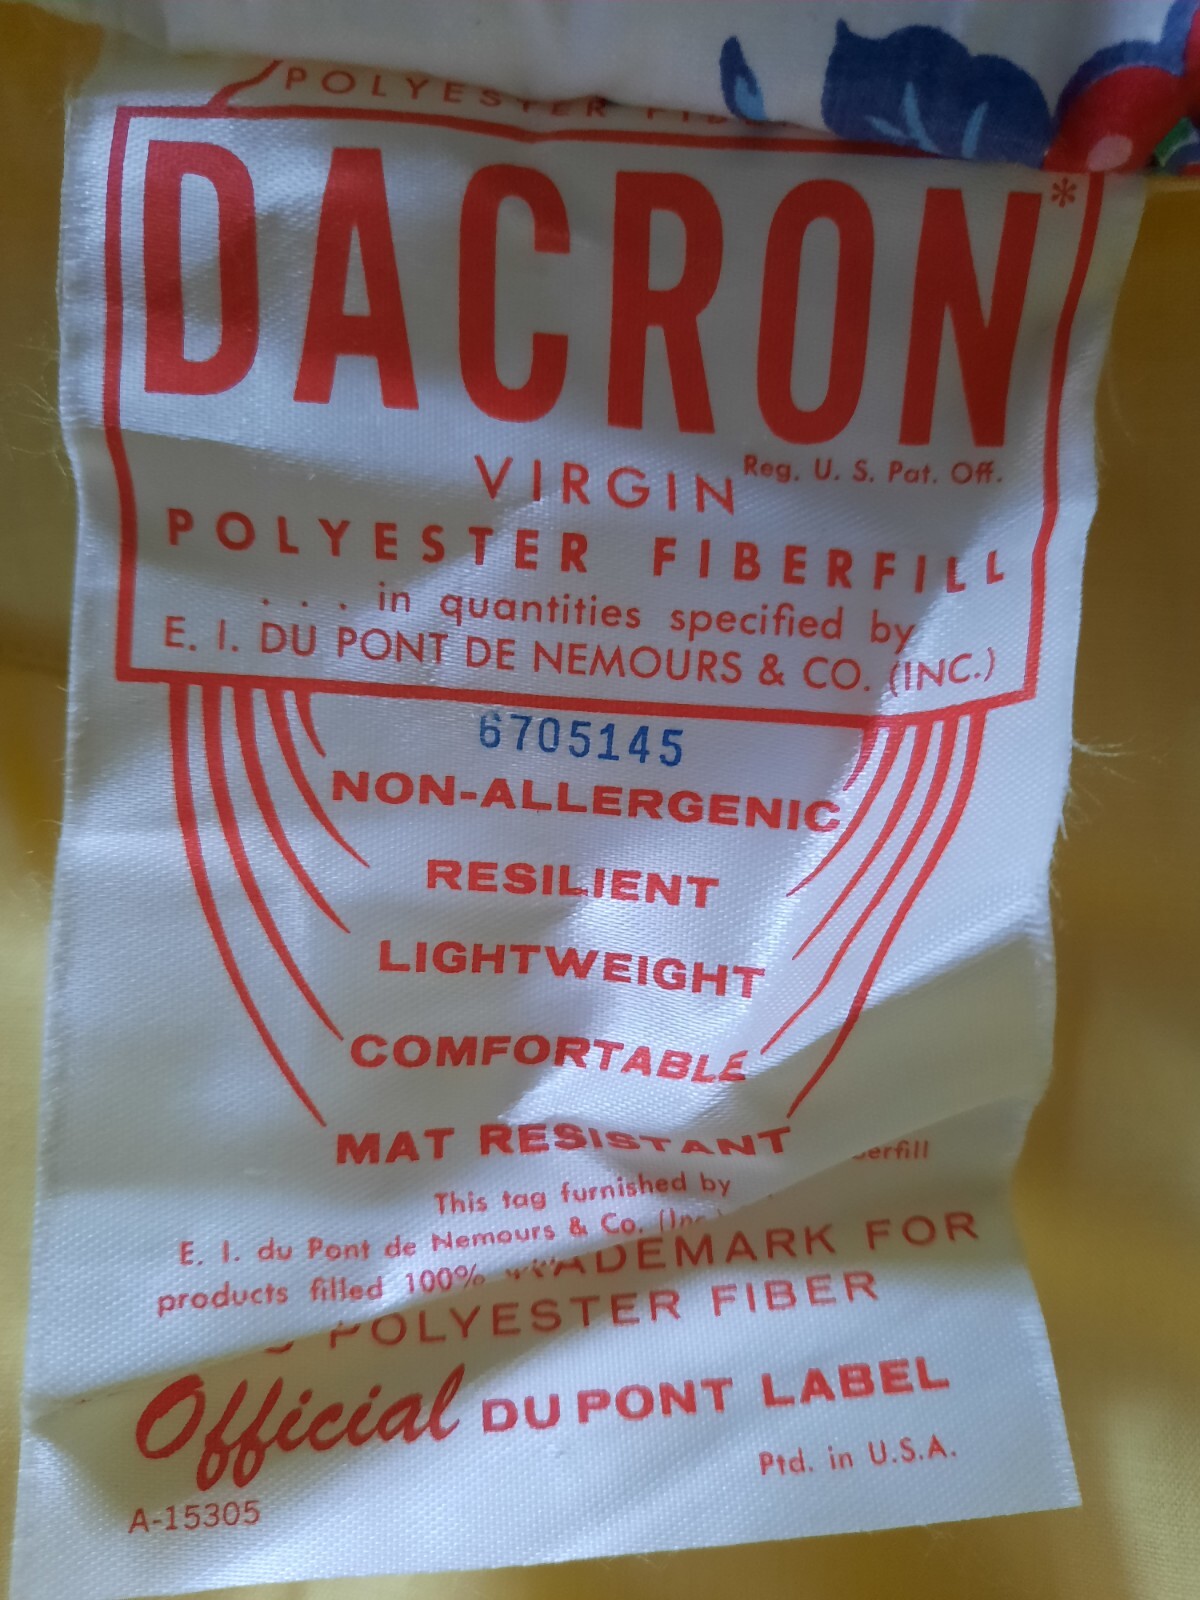 POLYESTER
DACRON*
Reg. U. S. Pat. Off.
VIRGIN
POLYESTER FIBERFILL
. . . in quantities specified by
E. I. DU PONT DE NEMOURS & CO. (INC.)
6705145
NON-ALLERGENIC
RESILIENT
LIGHTWEIGHT
COMFORTABLE
MAT RESISTANT
This tag furnished by
E. I. du Pont de Nemours & Co.
products filled 100%
FOR
POLYESTER FIBER
Official DU PONT LABEL
Ptd. in U.S.A.
A-15305